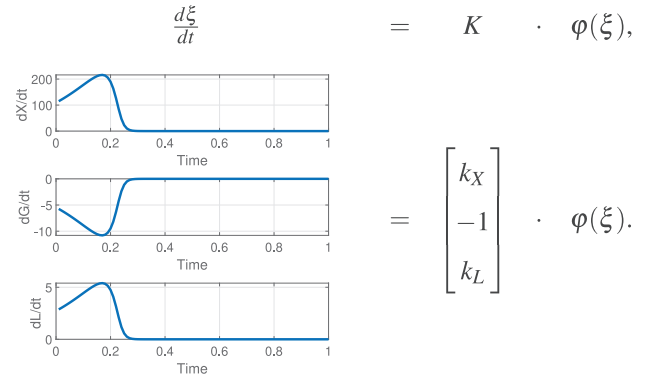 dξ/dt = K · φ(ξ),
dX/dt
200
100
0
0 0.2 0.4 0.6 0.8 1
Time
dG/dt
0
-5
-10
0 0.2 0.4 0.6 0.8 1
Time
dL/dt
5
0
0 0.2 0.4 0.6 0.8 1
Time
= [k_X
−1
k_L] · φ(ξ).